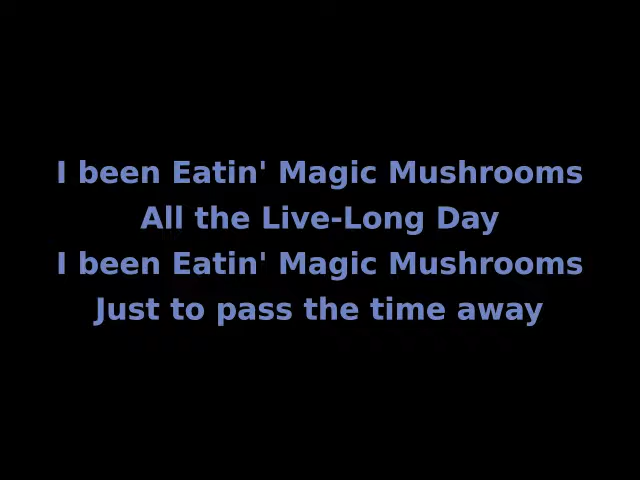 I been Eatin' Magic Mushrooms
All the Live-Long Day
I been Eatin' Magic Mushrooms
Just to pass the time away